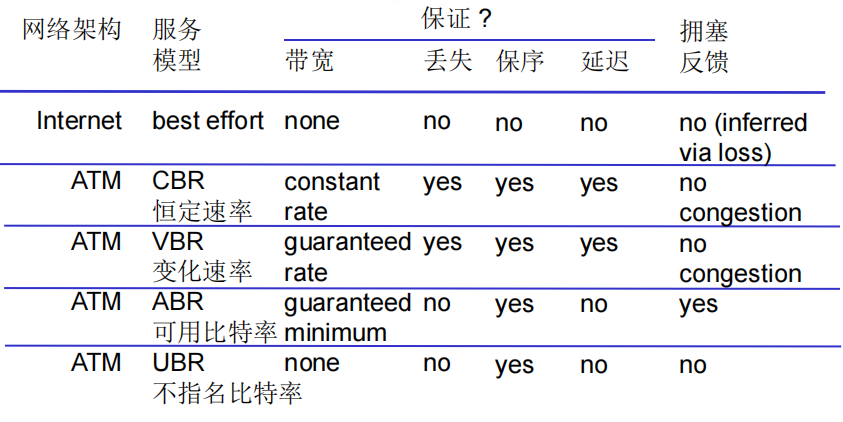 网络架构 服务模型 保证？ 拥塞反馈
带宽 丢失 保序 延迟
Internet best effort none no no no no (inferred via loss)
ATM CBR 恒定速率 constant rate yes yes yes no congestion
ATM VBR 变化速率 guaranteed rate yes yes yes no congestion
ATM ABR 可用比特率 guaranteed minimum no yes no yes
ATM UBR 不指名比特率 none no yes no no